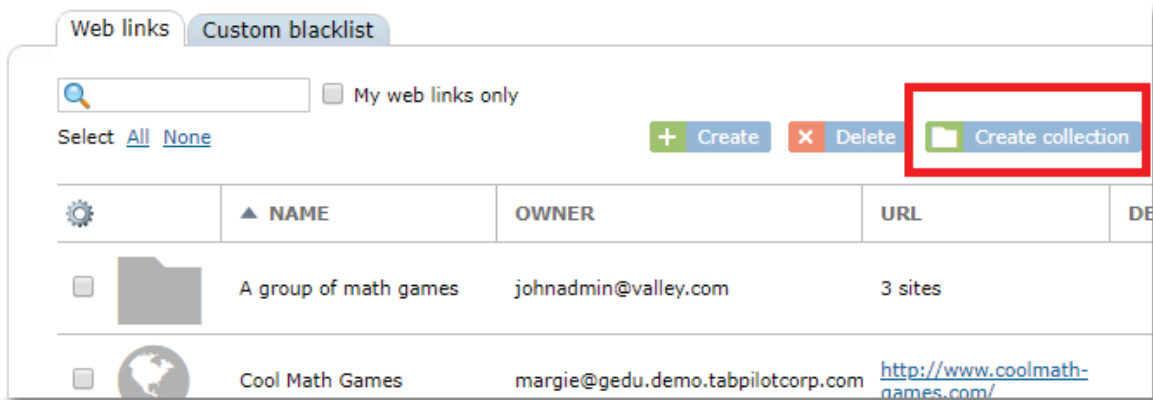 Web links Custom blacklist
My web links only
Select All None
Create Delete Create collection
NAME OWNER URL
A group of math games johnadmin@valley.com 3 sites
Cool Math Games margie@gedu.demo.tabpilotcorp.com http://www.coolmath-
games.com/